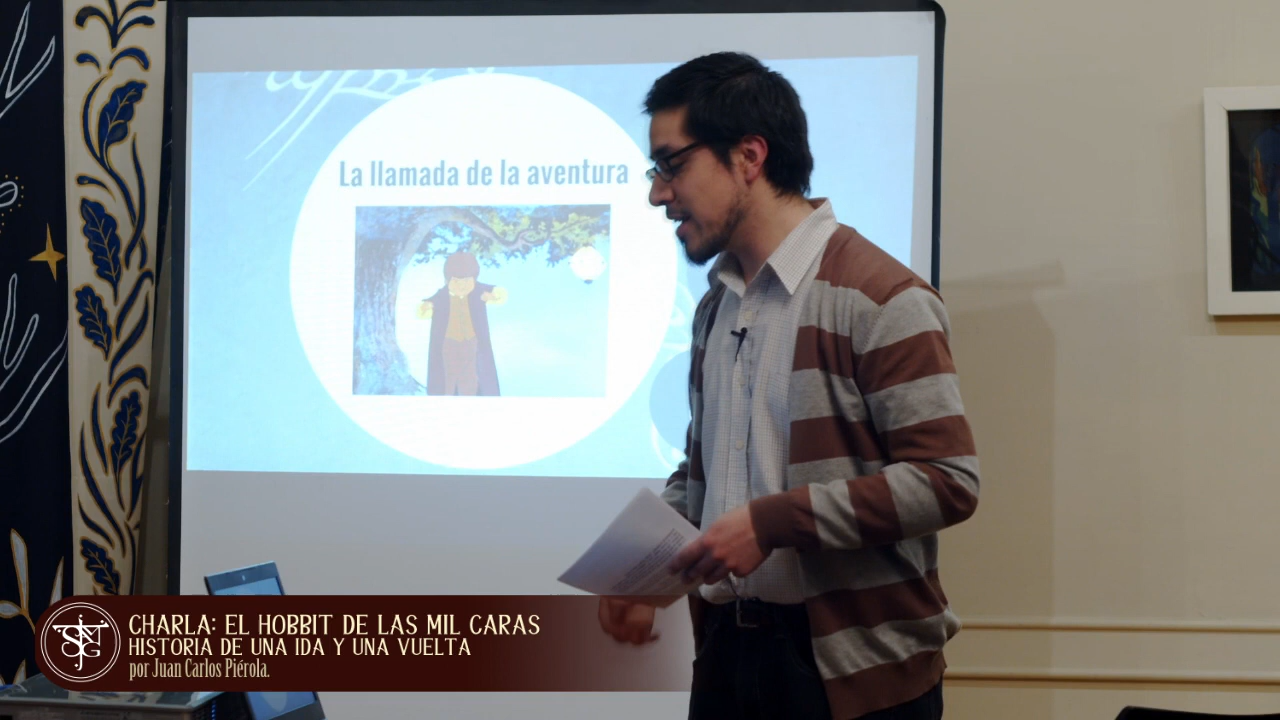 La llamada de la aventura
CHARLA: EL HOBBIT DE LAS MIL CARAS
HISTORIA DE UNA IDA Y UNA VUELTA
por Juan Carlos Piérola.